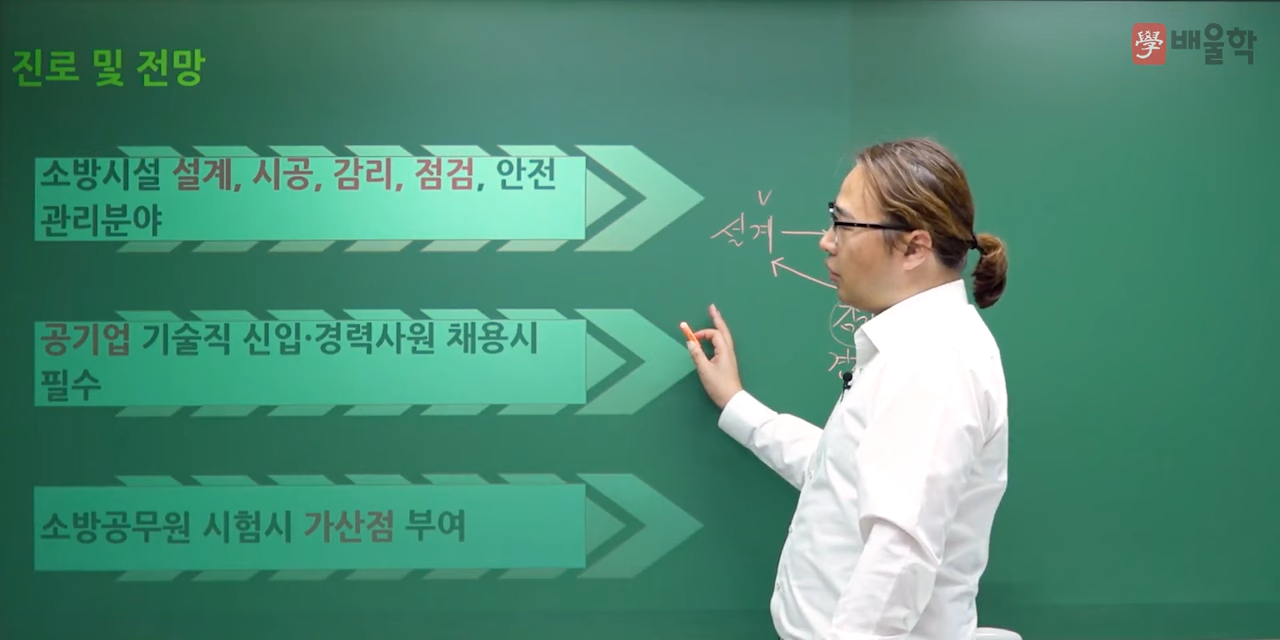 진로 및 전망
學 배울학
소방시설 설계, 시공, 감리, 점검, 안전
관리분야
v
설계
공기업 기술직 신입·경력사원 채용시
필수
소방공무원 시험시 가산점 부여